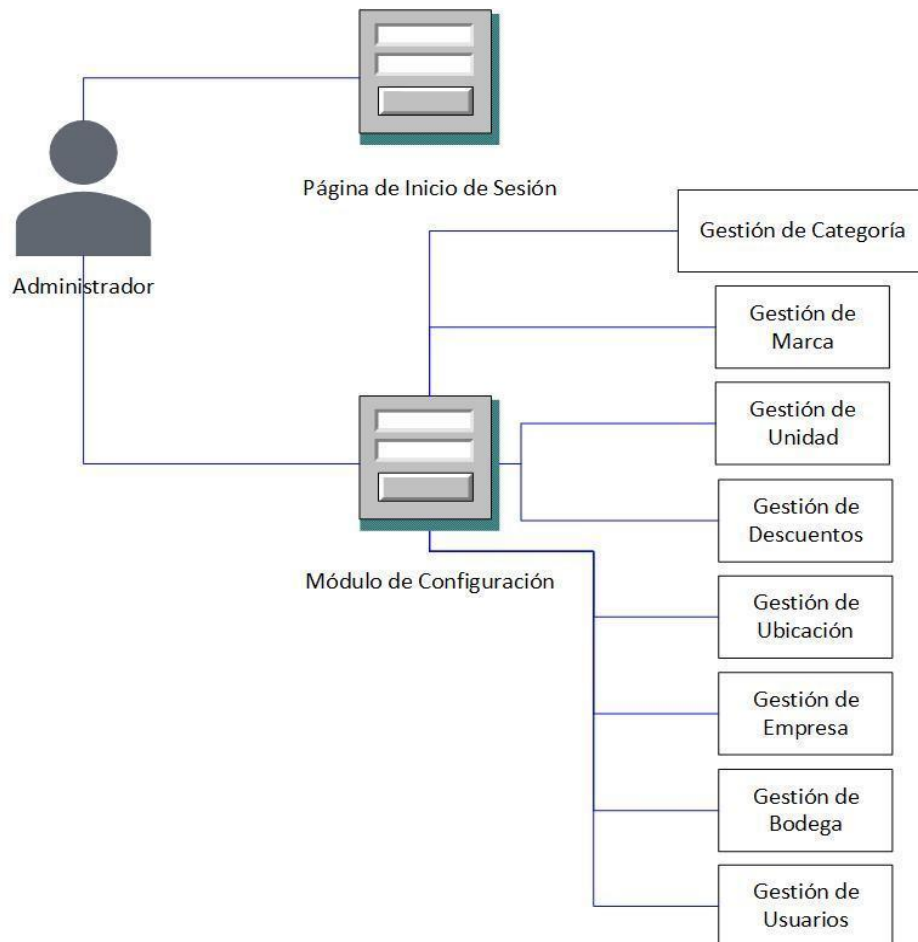 Página de Inicio de Sesión
Gestión de Categoría
Administrador
Gestión de
Marca
Gestión de
Unidad
Gestión de
Descuentos
Módulo de Configuración
Gestión de
Ubicación
Gestión de
Empresa
Gestión de
Bodega
Gestión de
Usuarios